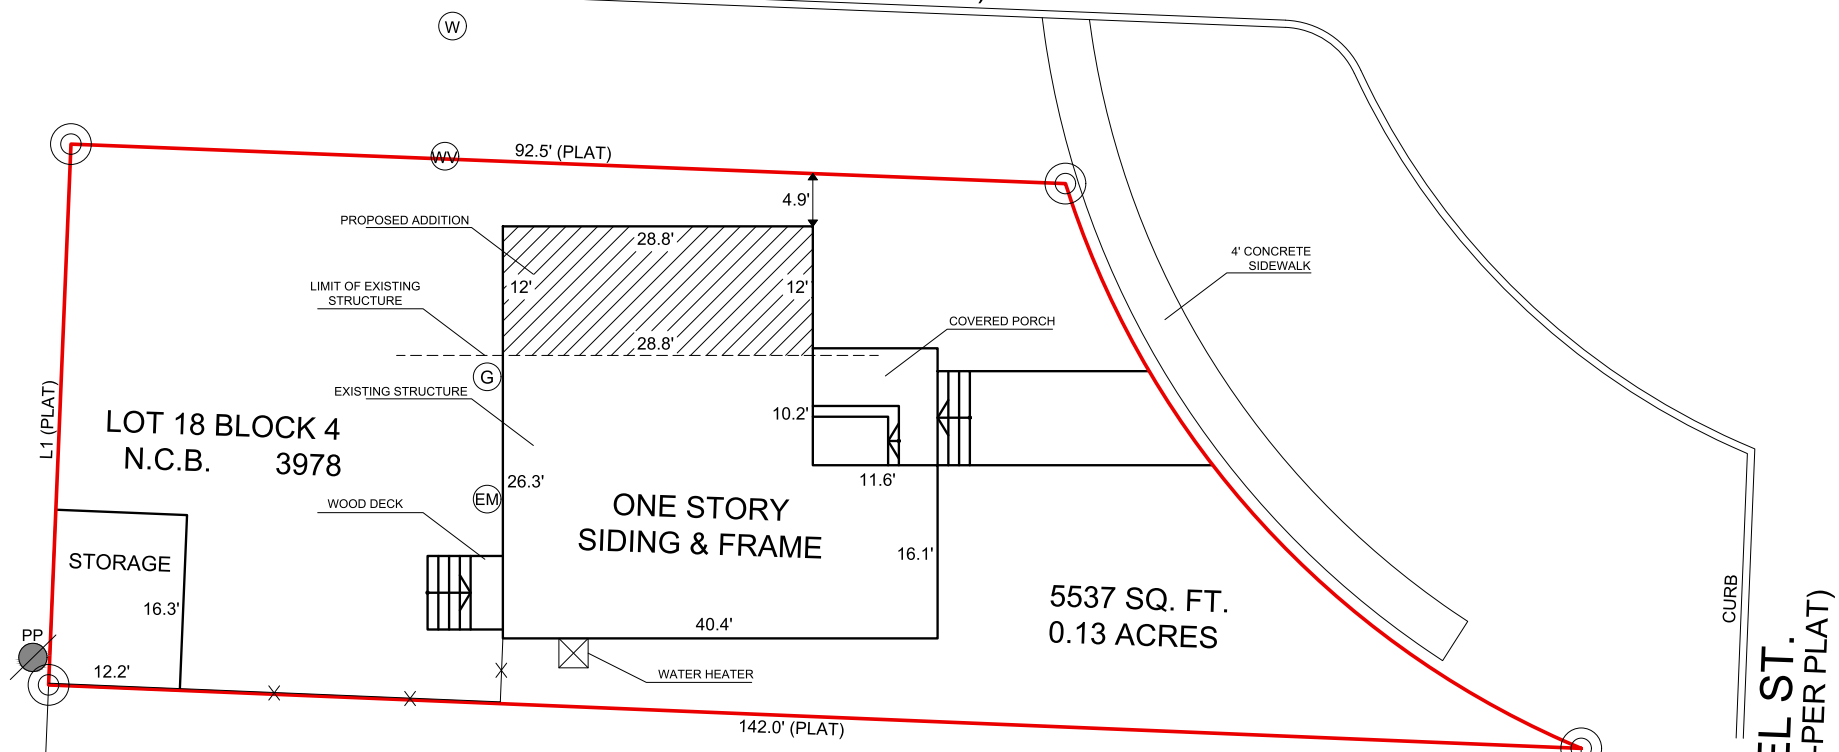 W
WV
92.5' (PLAT)
4.9'
PROPOSED ADDITION
28.8'
12'
12'
28.8'
LIMIT OF EXISTING
STRUCTURE
4' CONCRETE
SIDEWALK
COVERED PORCH
G
EXISTING STRUCTURE
10.2'
L1 (PLAT)
LOT 18 BLOCK 4
N.C.B. 3978
26.3'
11.6'
EM
WOOD DECK
ONE STORY
SIDING & FRAME
16.1'
STORAGE
16.3'
12.2'
PP
40.4'
WATER HEATER
5537 SQ. FT.
0.13 ACRES
142.0' (PLAT)
CURB
EL ST.
PER PLAT)